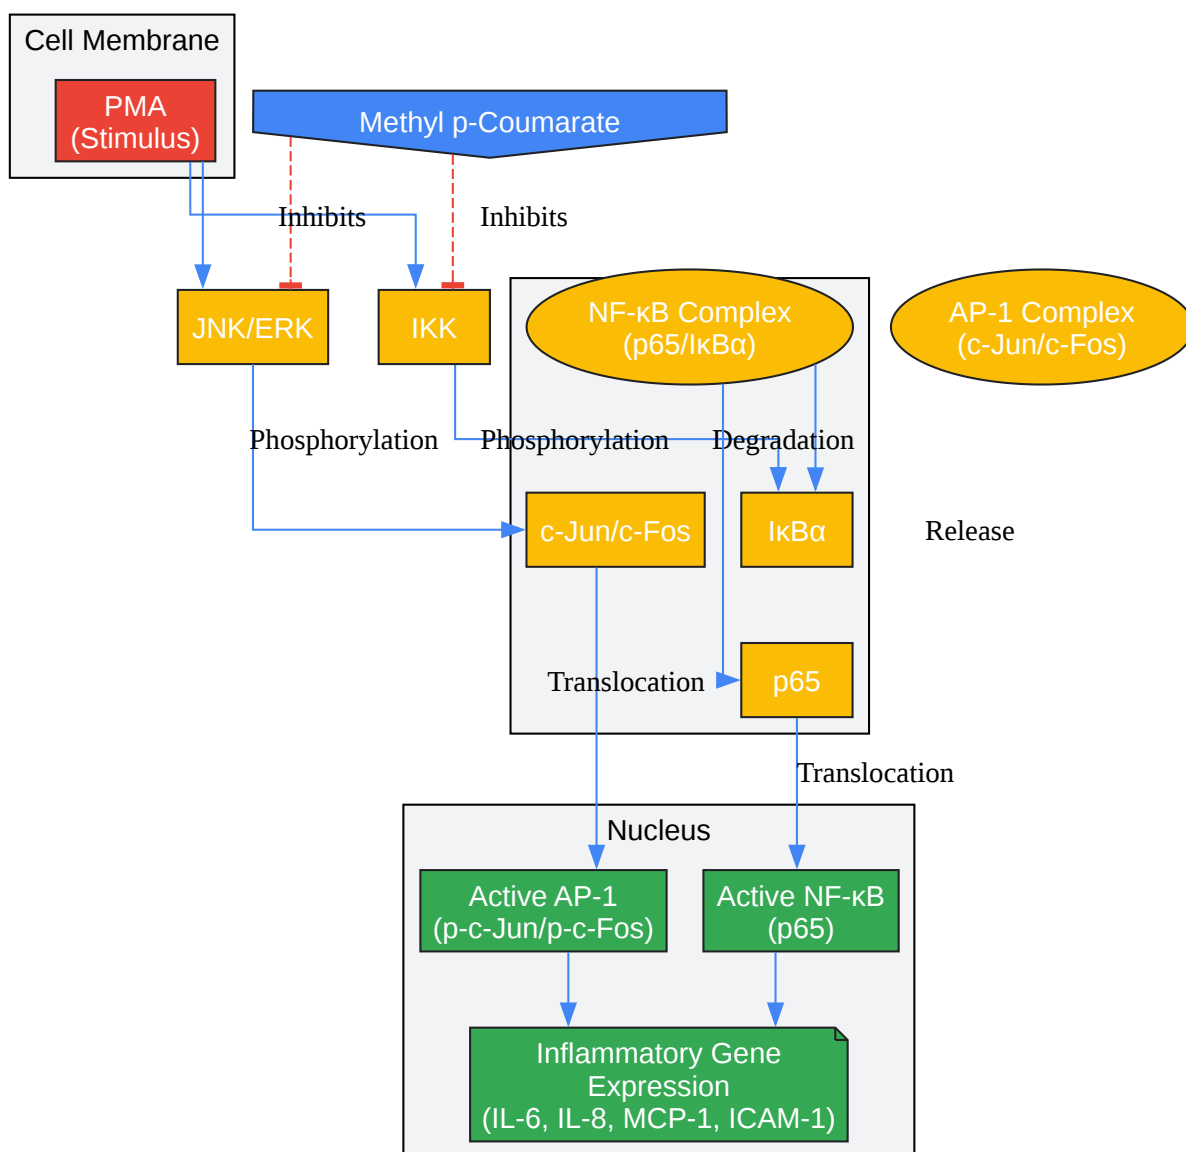 Cell Membrane
PMA
(Stimulus)
Methyl p-Coumarate
Inhibits
Inhibits
JNK/ERK
IKK
NF-κB Complex
(p65/IκBα)
AP-1 Complex
(c-Jun/c-Fos)
Phosphorylation
Phosphorylation
Degradation
c-Jun/c-Fos
IκBα
Release
Translocation
p65
Translocation
Nucleus
Active AP-1
(p-c-Jun/p-c-Fos)
Active NF-κB
(p65)
Inflammatory Gene
Expression
(IL-6, IL-8, MCP-1, ICAM-1)